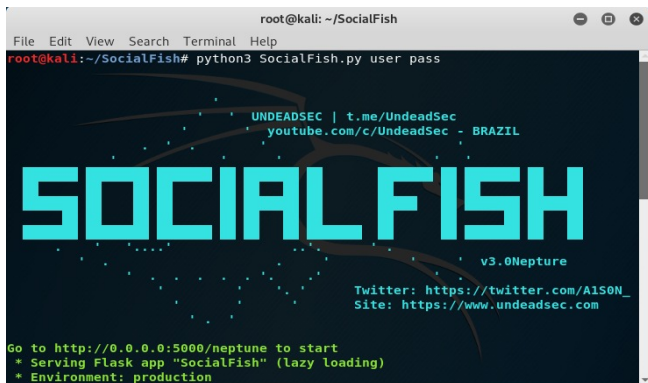 root@kali: ~/SocialFish
File Edit View Search Terminal Help
root@kali:~/SocialFish# python3 SocialFish.py user pass
UNDEADSEC | t.me/UndeadSec
youtube.com/c/UndeadSec - BRAZIL
SOCIALFISH
v3.0Nepture
Twitter: https://twitter.com/A1S0N_
Site: https://www.undeadsec.com
Go to http://0.0.0.0:5000/neptune to start
* Serving Flask app "SocialFish" (lazy loading)
* Environment: production